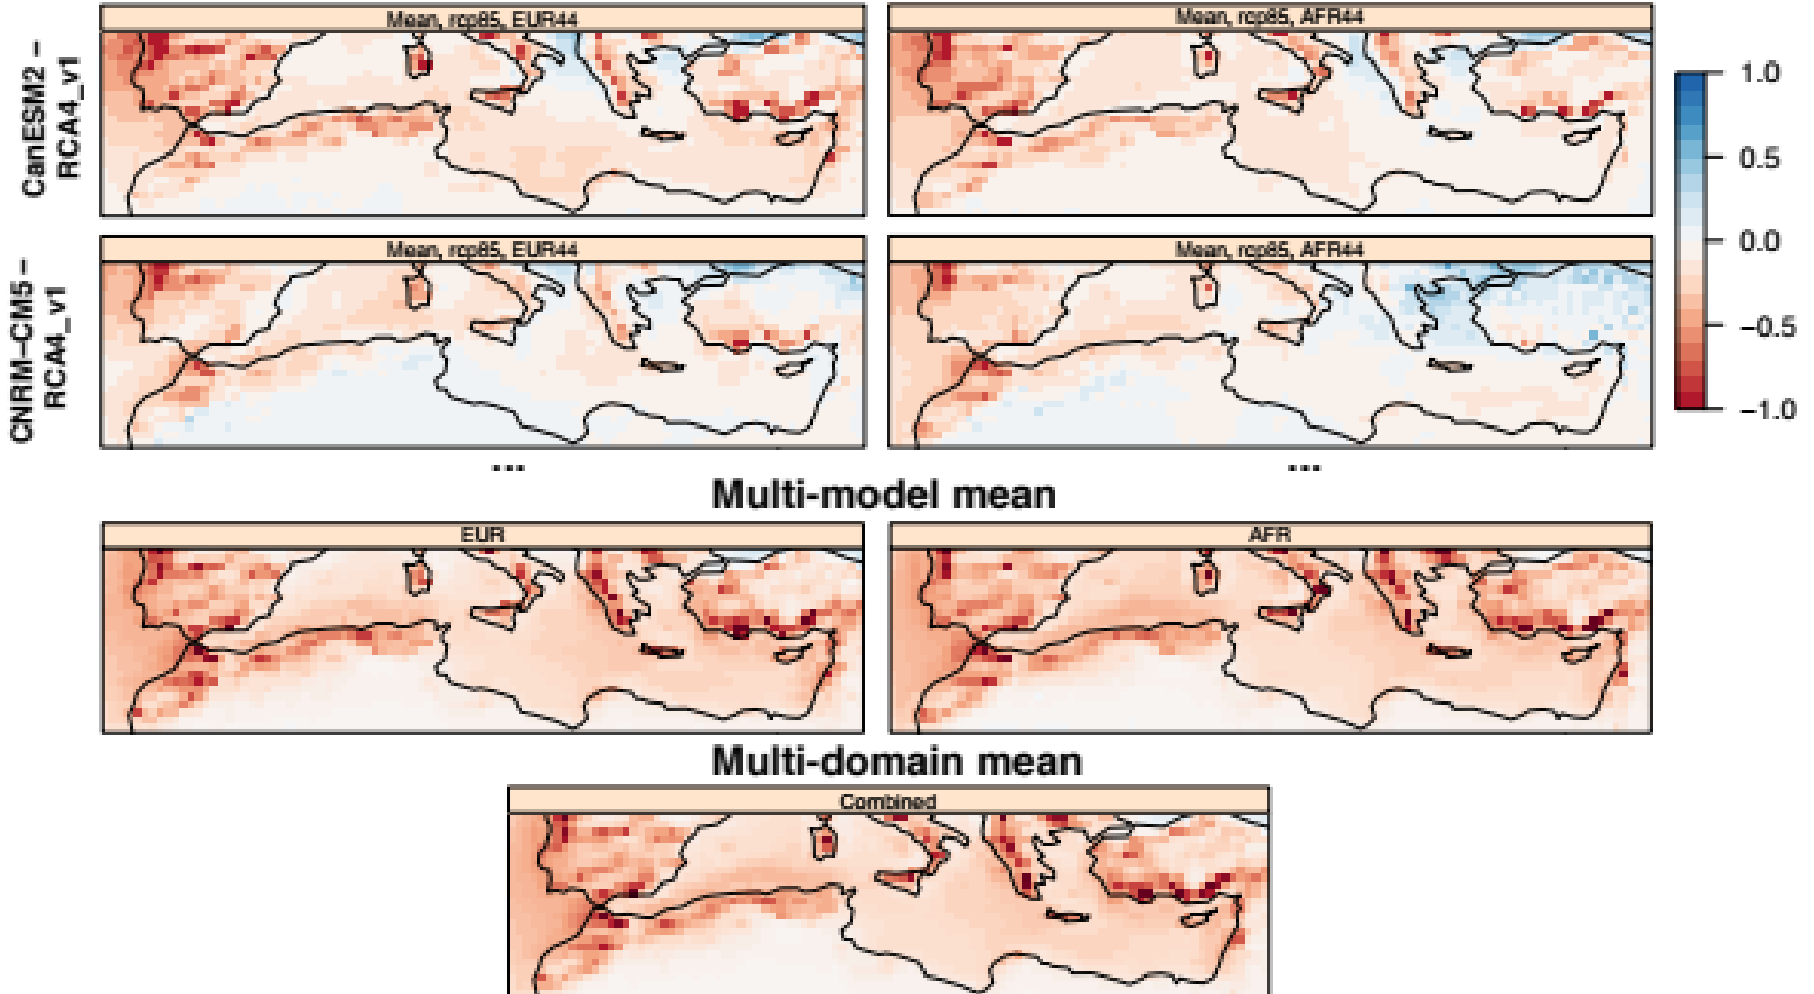 Mean, rcp85, EUR44
Mean, rcp85, AFR44
CanESM2 –
RCA4_v1
1.0
0.5
0.0
−0.5
−1.0
Mean, rcp85, EUR44
Mean, rcp85, AFR44
CNRM−CM5 –
RCA4_v1
...
...
Multi-model mean
EUR
AFR
Multi-domain mean
Combined